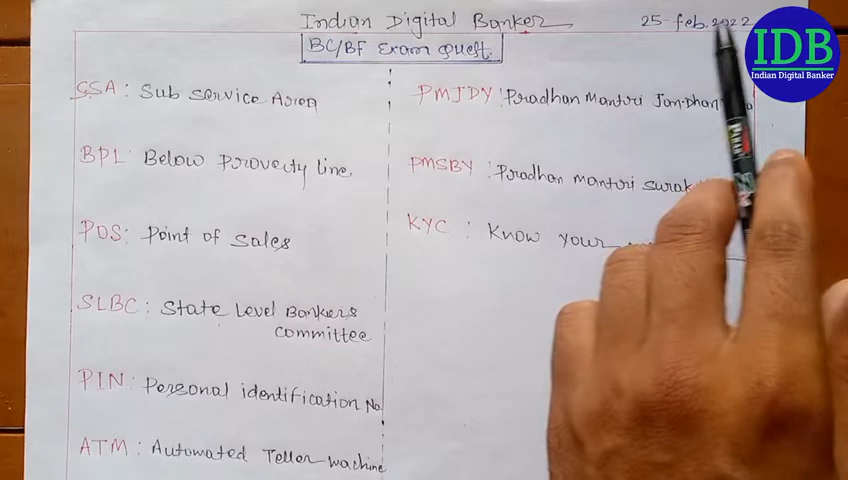 Indian Digital Banker
25-Feb.2022
IDB
Indian Digital Banker
BC/BF Exam Quest.
SSA: Sub Service Area
BPL: Below Proverty line
POS: Point of Sales
SLBC: State Level Bankers
committee
PIN: Personal identification No.
ATM: Automated Teller machine
PMJDY: Pradhan Mantri Jan-Dhan
PMSBY: Pradhan mantri surak
KYC: Know your